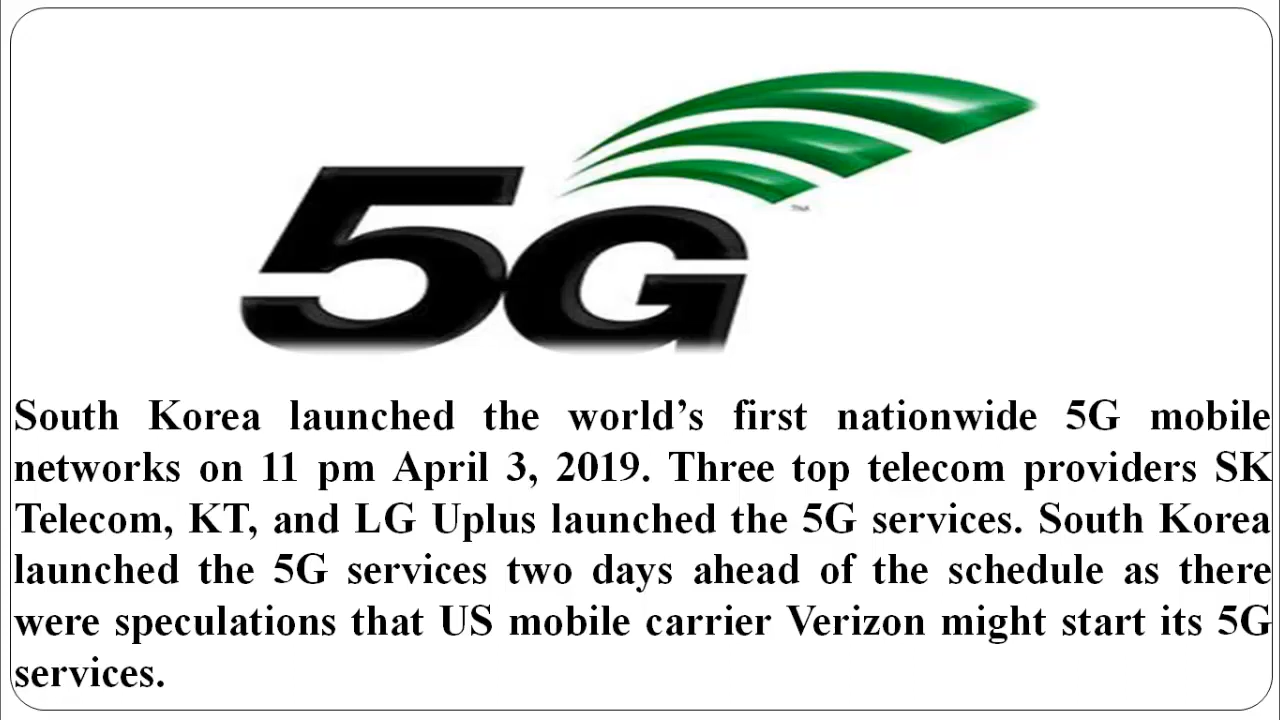 5G
™
South Korea launched the world’s first nationwide 5G mobile
networks on 11 pm April 3, 2019. Three top telecom providers SK
Telecom, KT, and LG Uplus launched the 5G services. South Korea
launched the 5G services two days ahead of the schedule as there
were speculations that US mobile carrier Verizon might start its 5G
services.